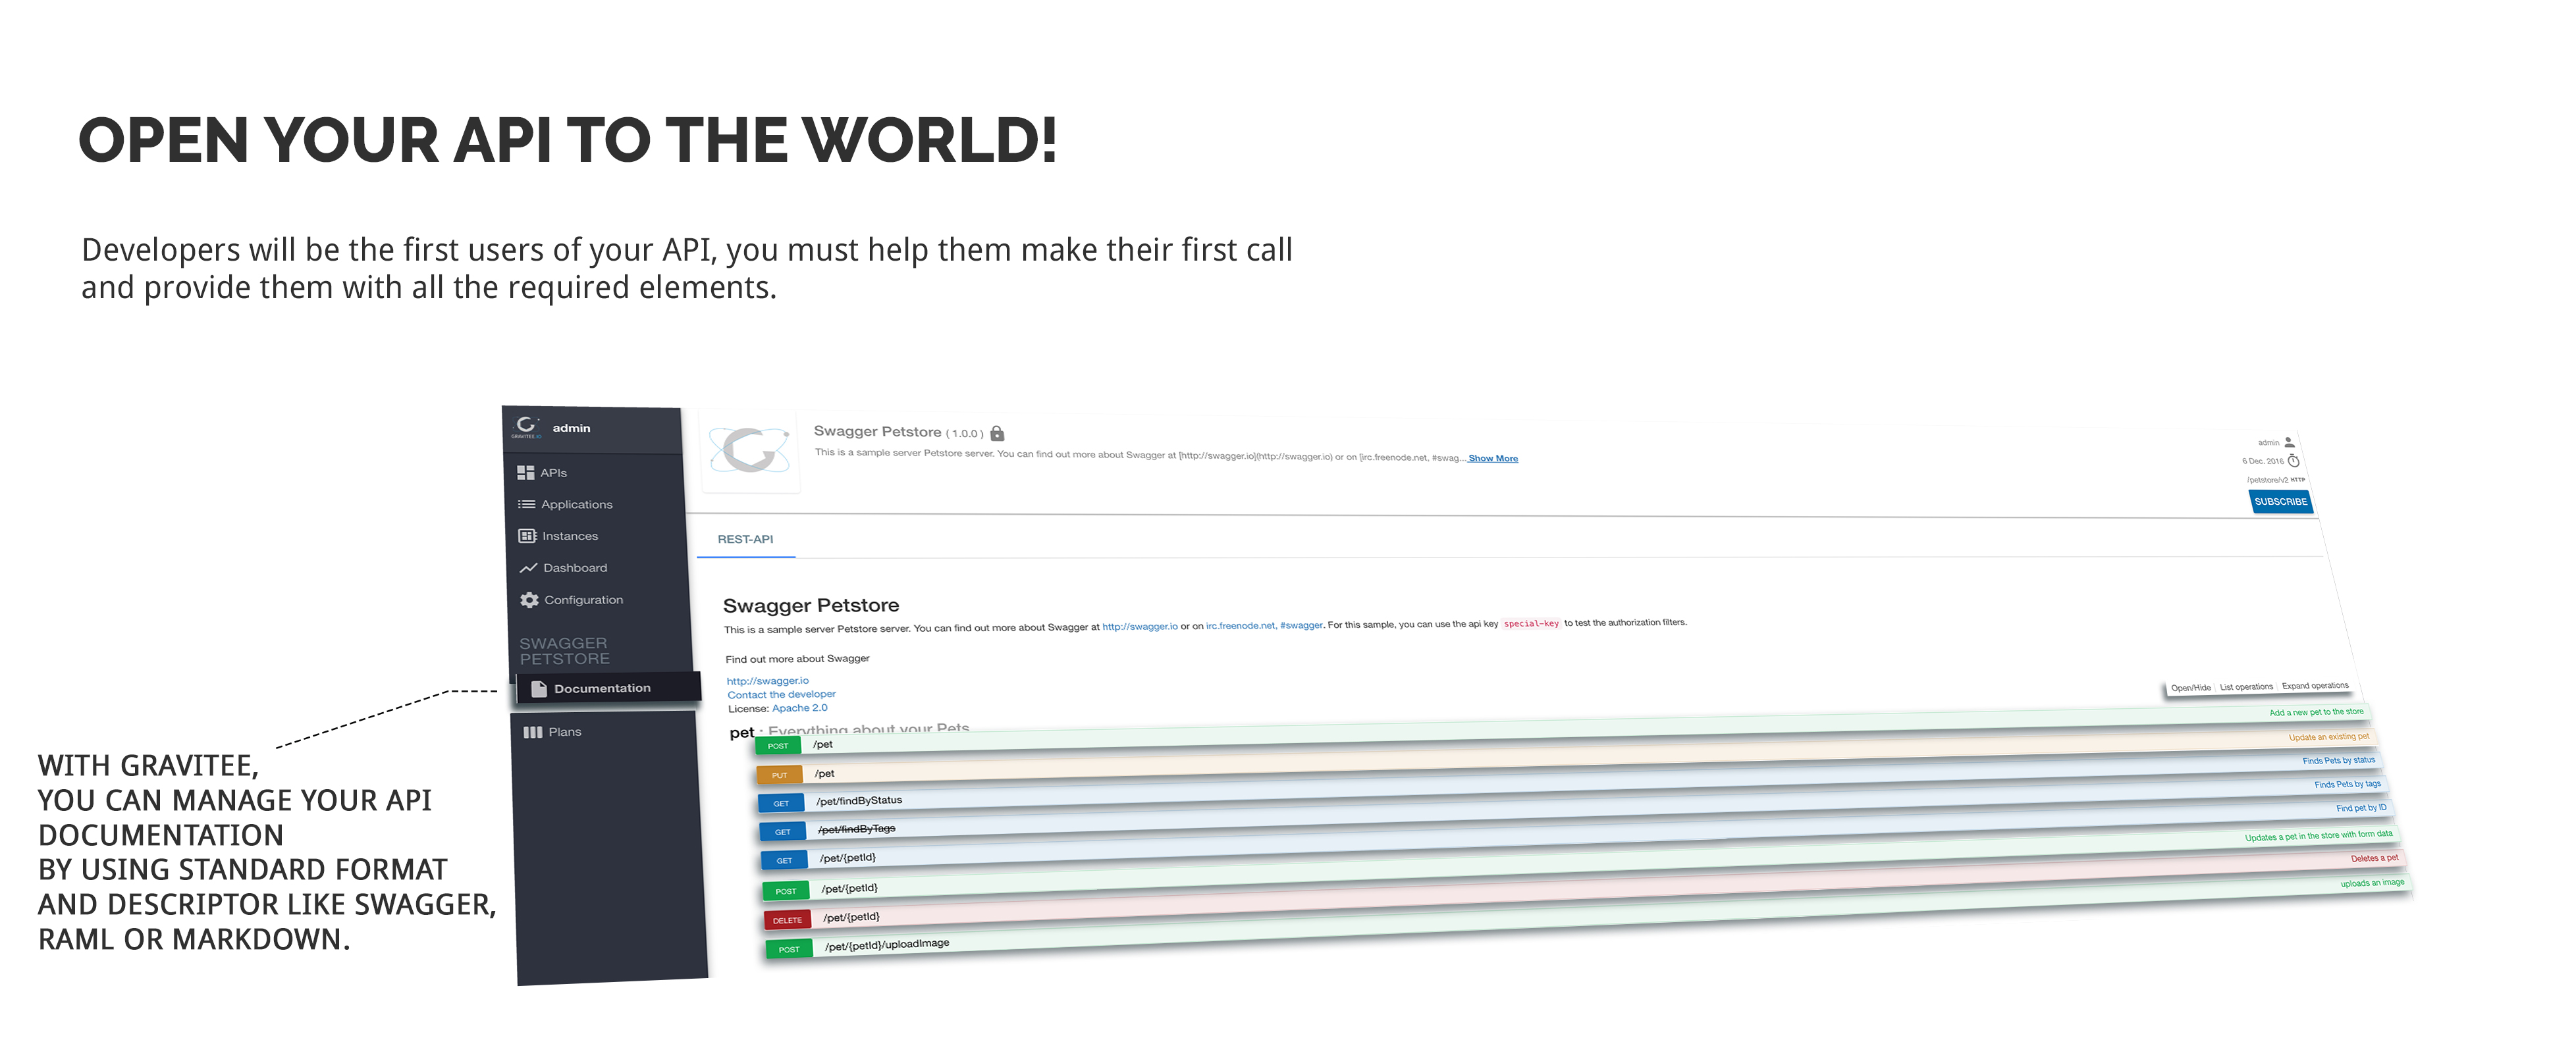 OPEN YOUR API TO THE WORLD!
Developers will be the first users of your API, you must help them make their first call
and provide them with all the required elements.
GRAVITEE.IO
admin
APIs
Applications
Instances
Dashboard
Configuration
SWAGGER
PETSTORE
Documentation
Plans
WITH GRAVITEE,
YOU CAN MANAGE YOUR API
DOCUMENTATION
BY USING STANDARD FORMAT
AND DESCRIPTOR LIKE SWAGGER,
RAML OR MARKDOWN.
Swagger Petstore ( 1.0.0 )
This is a sample server Petstore server. You can find out more about Swagger at [http://swagger.io](http://swagger.io) or on [irc.freenode.net, #swag... Show More
admin
6 Dec. 2016
/petstore/v2 HTTP
SUBSCRIBE
REST-API
Swagger Petstore
This is a sample server Petstore server. You can find out more about Swagger at http://swagger.io or on irc.freenode.net, #swagger. For this sample, you can use the api key special-key to test the authorization filters.
Find out more about Swagger
http://swagger.io
Contact the developer
License: Apache 2.0
pet : Everything about your Pets
Open/Hide List operations Expand operations
POST /pet Add a new pet to the store
PUT /pet Update an existing pet
GET /pet/findByStatus Finds Pets by status
GET /pet/findByTags Finds Pets by tags
GET /pet/{petId} Find pet by ID
POST /pet/{petId} Updates a pet in the store with form data
DELETE /pet/{petId} Deletes a pet
POST /pet/{petId}/uploadImage uploads an image